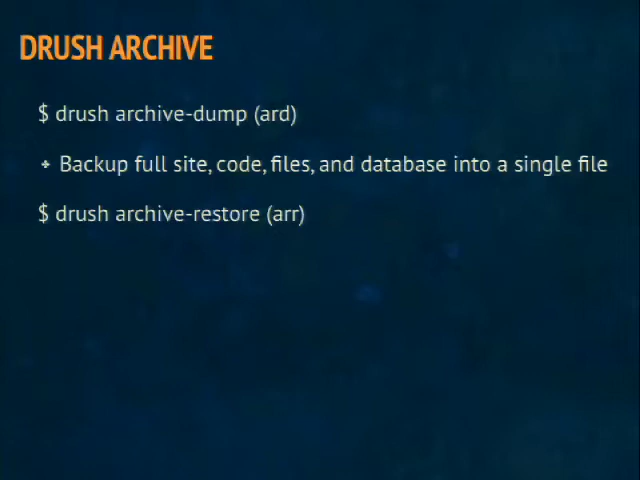 DRUSH ARCHIVE
$ drush archive-dump (ard)
Backup full site, code, files, and database into a single file
$ drush archive-restore (arr)